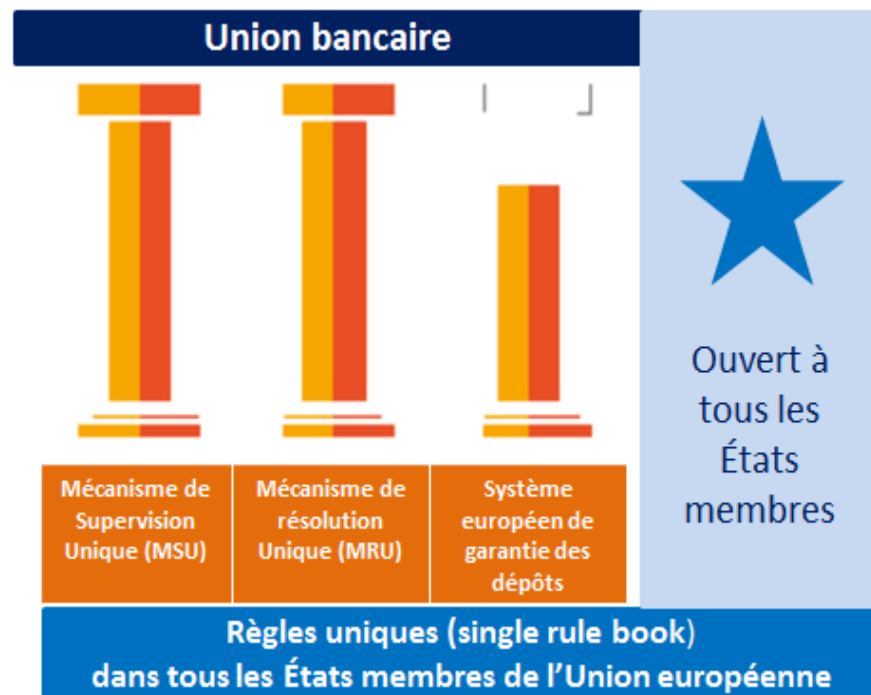 Union bancaire
Ouvert à
tous les
États
membres
Mécanisme de
Supervision
Unique (MSU)
Mécanisme de
résolution
Unique (MRU)
Système
européen de
garantie des
dépôts
Règles uniques (single rule book)
dans tous les États membres de l'Union européenne